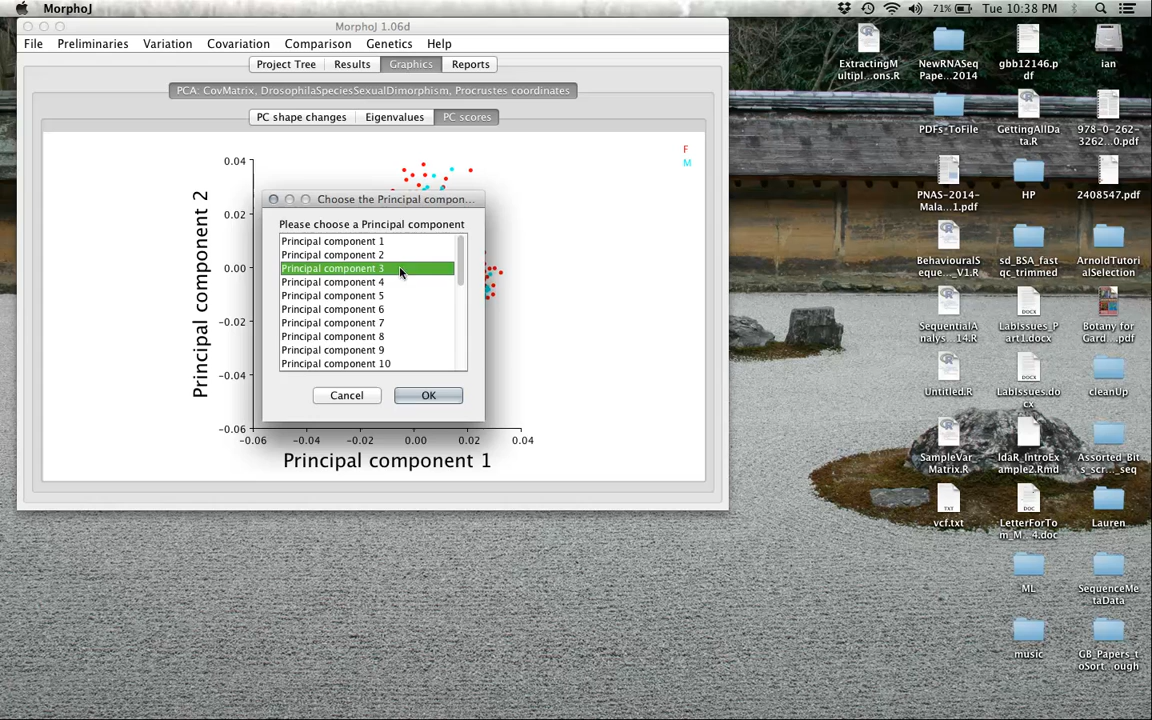 MorphoJ
71%
Tue 10:38 PM
MorphoJ 1.06d
File
Preliminaries
Variation
Covariation
Comparison
Genetics
Help
Project Tree
Results
Graphics
Reports
PCA: CovMatrix, DrosophilaSpeciesSexualDimorphism, Procrustes coordinates
PC shape changes
Eigenvalues
PC scores
F
M
0.04
0.02
0.00
-0.02
-0.04
-0.06
Principal component 2
-0.06
-0.04
-0.02
0.00
0.02
0.04
Principal component 1
Choose the Principal compon...
Please choose a Principal component
Principal component 1
Principal component 2
Principal component 3
Principal component 4
Principal component 5
Principal component 6
Principal component 7
Principal component 8
Principal component 9
Principal component 10
Cancel
OK
ExtractingM
ultipl...ons.R
NewRNASeq
Pape...2014
gbb12146.p
df
ian
PDFs-ToFile
GettingAllDa
ta.R
978-0-262-
3262...0.pdf
PNAS-2014-
Mala...1.pdf
HP
2408547.pdf
BehaviouralS
eque..._V1.R
sd_BSA_fast
qc_trimmed
ArnoldTutori
alSelection
SequentialA
nalys...14.R
LabIssues_P
art1.docx
Botany for
Gard....pdf
Untitled.R
LabIssues.do
cx
cleanUp
SampleVar
Matrix.R
IdaR_IntroEx
ample2.Rmd
Assorted_Bit
s_scr..._seq
TXT
vcf.txt
DOC
LetterForTo
m_M...4.doc
Lauren
ML
SequenceMe
taData
music
GB_Papers_t
oSort...ough
DOCX
DOCX